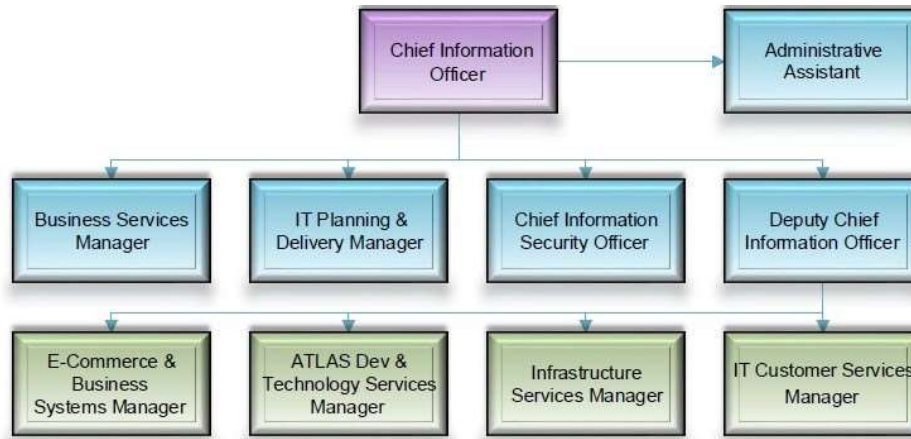 Chief Information
Officer
Administrative
Assistant
Business Services
Manager
IT Planning &
Delivery Manager
Chief Information
Security Officer
Deputy Chief
Information Officer
E-Commerce &
Business
Systems Manager
ATLAS Dev &
Technology Services
Manager
Infrastructure
Services Manager
IT Customer Services
Manager